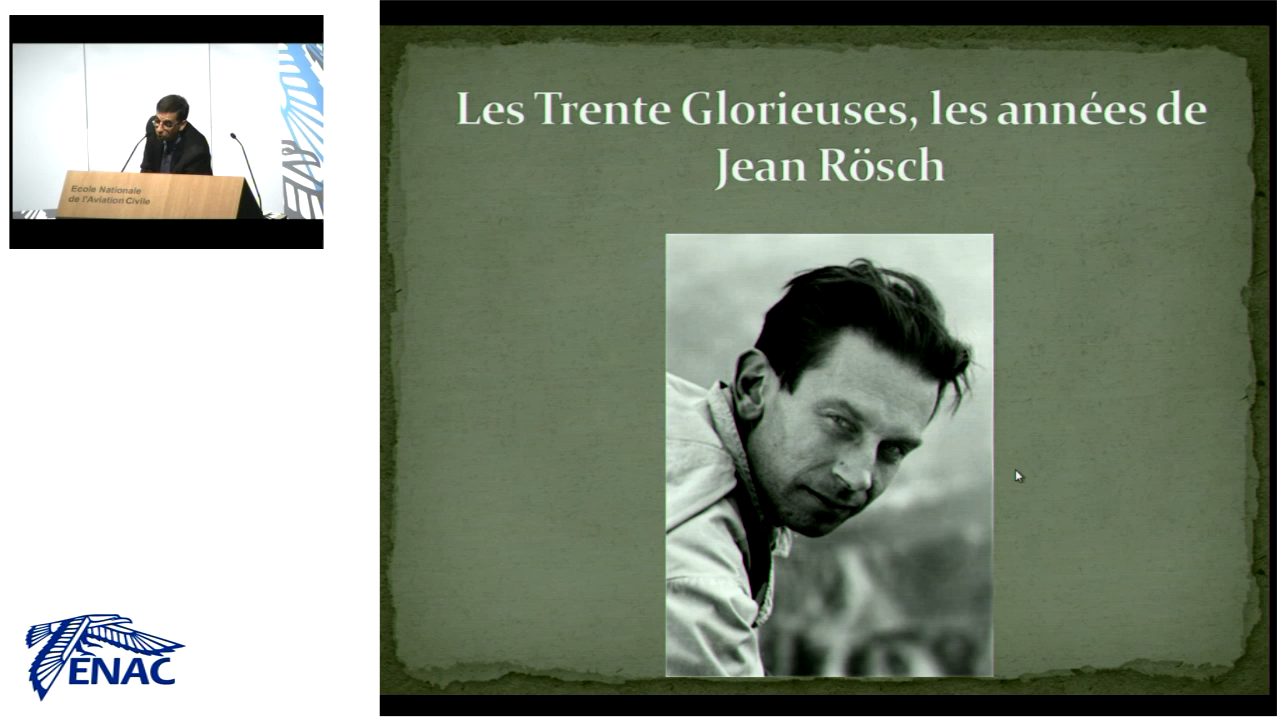 Les Trente Glorieuses, les années de
Jean Rösch
Ecole Nationale
de l'Aviation Civile
ENAC